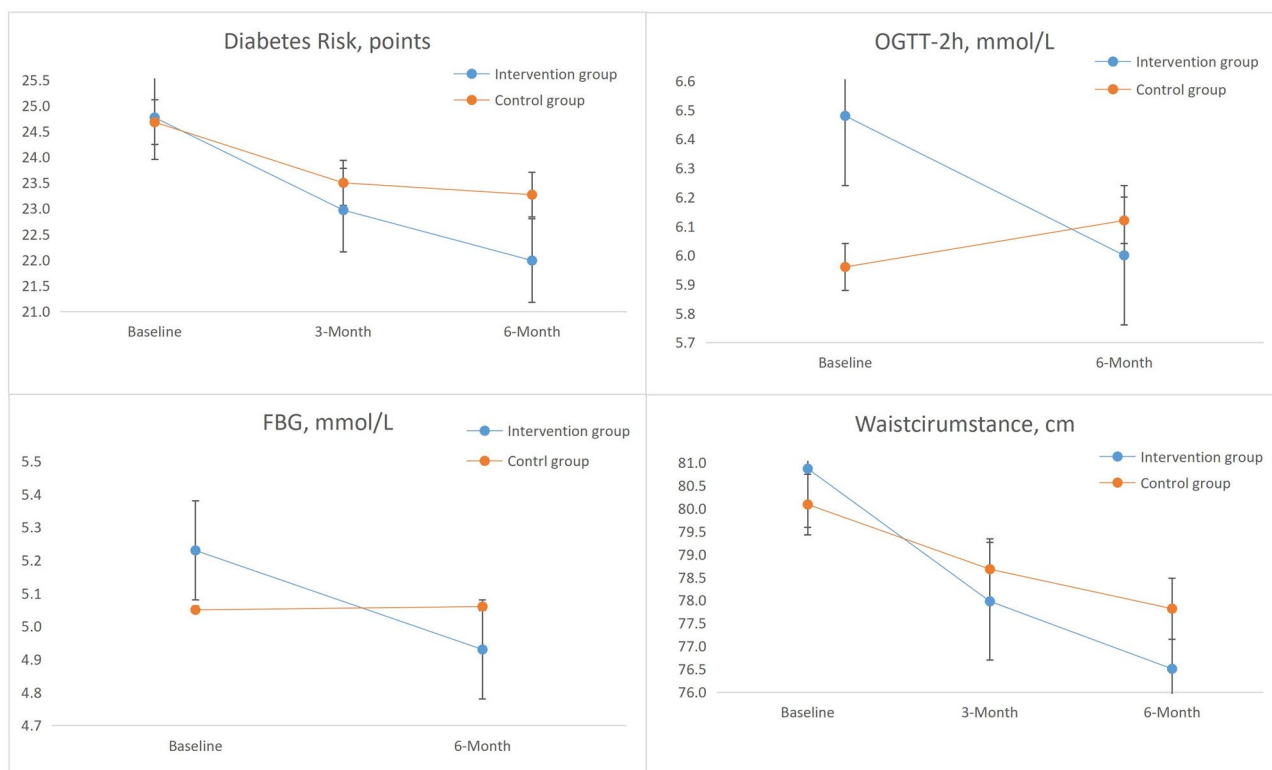 Diabetes Risk, points
Intervention group
Control group
25.5
25.0
24.5
24.0
23.5
23.0
22.5
22.0
21.5
21.0
Baseline 3-Month 6-Month
OGTT-2h, mmol/L
Intervention group
Control group
6.6
6.5
6.4
6.3
6.2
6.1
6.0
5.9
5.8
5.7
Baseline 6-Month
FBG, mmol/L
Intervention group
Contrl group
5.5
5.4
5.3
5.2
5.1
5.0
4.9
4.8
4.7
Baseline 6-Month
Waistcirumstance, cm
Intervention group
Control group
81.0
80.5
80.0
79.5
79.0
78.5
78.0
77.5
77.0
76.5
76.0
Baseline 3-Month 6-Month